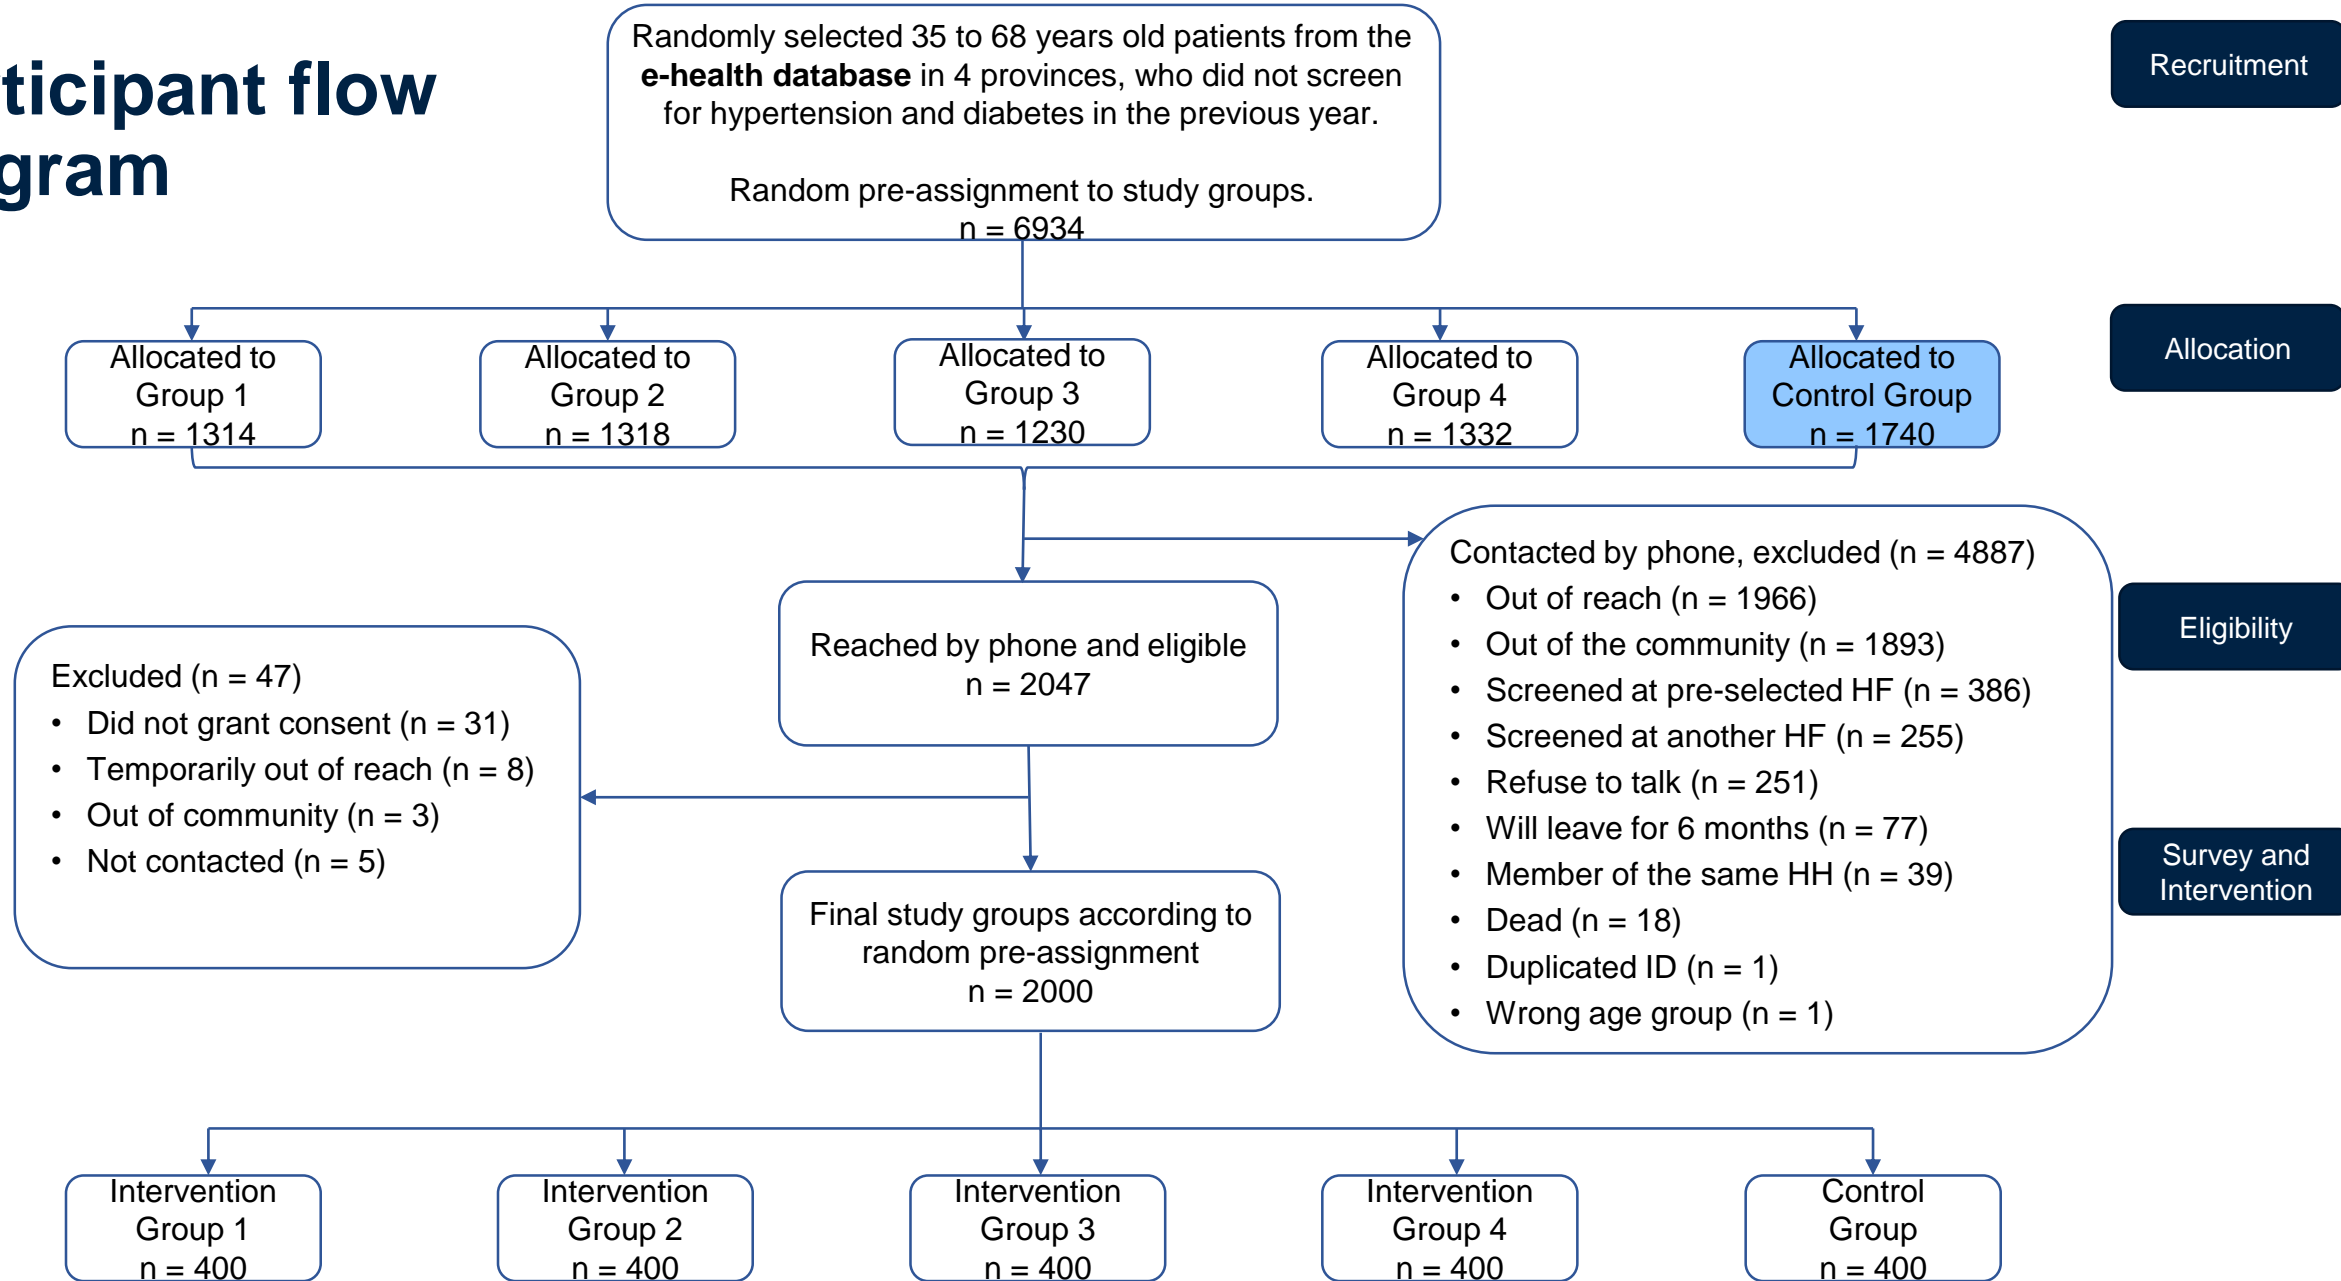 ticipant flow
gram
Randomly selected 35 to 68 years old patients from the
e-health database in 4 provinces, who did not screen
for hypertension and diabetes in the previous year.
Random pre-assignment to study groups.
n = 6934
Recruitment
Allocated to
Group 1
n = 1314
Allocated to
Group 2
n = 1318
Allocated to
Group 3
n = 1230
Allocated to
Group 4
n = 1332
Allocated to
Control Group
n = 1740
Allocation
Contacted by phone, excluded (n = 4887)
• Out of reach (n = 1966)
• Out of the community (n = 1893)
• Screened at pre-selected HF (n = 386)
• Screened at another HF (n = 255)
• Refuse to talk (n = 251)
• Will leave for 6 months (n = 77)
• Member of the same HH (n = 39)
• Dead (n = 18)
• Duplicated ID (n = 1)
• Wrong age group (n = 1)
Reached by phone and eligible
n = 2047
Eligibility
Excluded (n = 47)
• Did not grant consent (n = 31)
• Temporarily out of reach (n = 8)
• Out of community (n = 3)
• Not contacted (n = 5)
Survey and
Intervention
Final study groups according to
random pre-assignment
n = 2000
Intervention
Group 1
n = 400
Intervention
Group 2
n = 400
Intervention
Group 3
n = 400
Intervention
Group 4
n = 400
Control
Group
n = 400